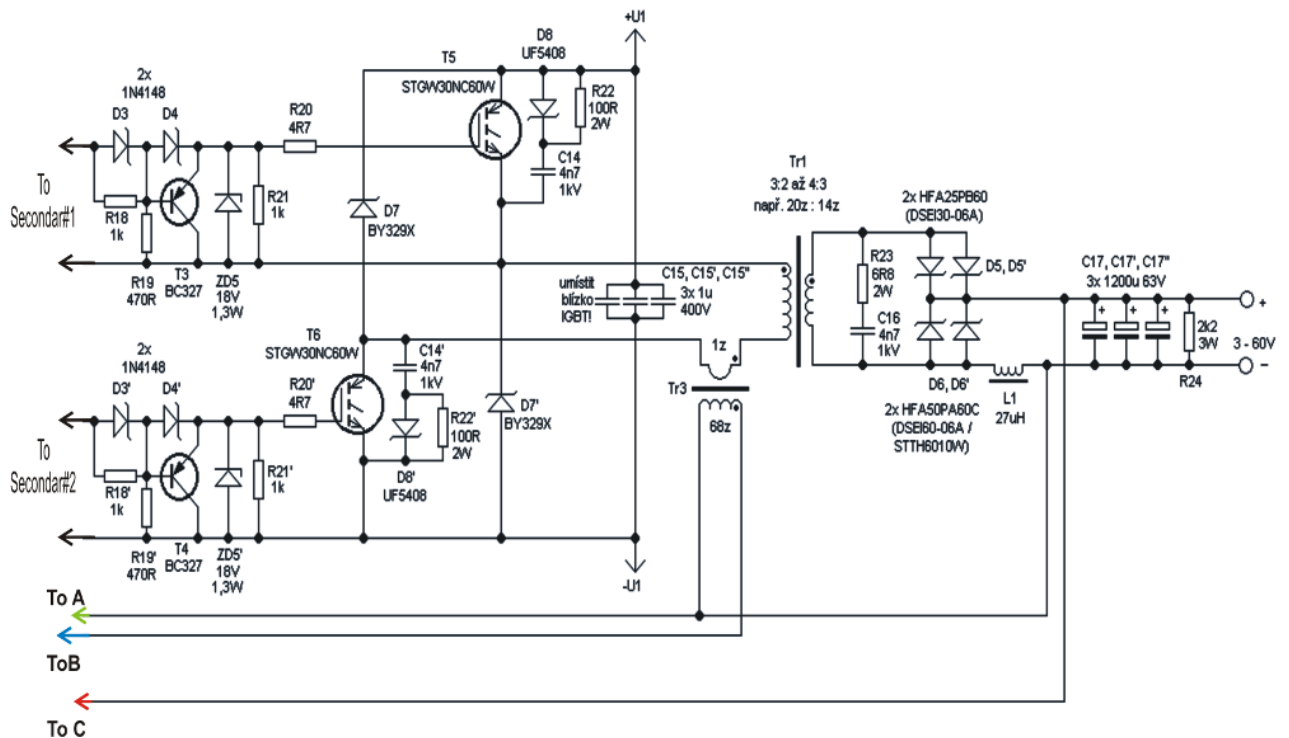 +U1
D8
UF5408
T5
STGW30NC60W
R22
100R
2W
2x
1N4148
D3
D4
R20
4R7
C14
4n7
1kV
To
Secondar#1
R18
1k
R21
1k
D7
BY329X
R19
470R
T3
BC327
ZD5
18V
1,3W
Tr1
3:2 až 4:3
např. 20z : 14z
2x HFA25PB60
(DSEI30-06A)
R23
6R8
2W
D5, D5'
C17, C17', C17"
3x 1200u 63V
umístit
blízko
IGBT!
C15, C15', C15"
3x 1u
400V
C16
4n7
1kV
+
+
+
+
2k2
3W
3 - 60V
−
R24
T6
STGW30NC60W
C14'
4n7
1kV
1z
Tr3
68z
D6, D6'
2x HFA50PA60C
(DSEI60-06A /
STTH6010W)
L1
27uH
2x
1N4148
D3'
D4'
R20'
4R7
R22'
100R
2W
D7'
BY329X
D8'
UF5408
To
Secondar#2
R18'
1k
R21'
1k
R19'
470R
T4
BC327
ZD5'
18V
1,3W
-U1
To A
ToB
To C